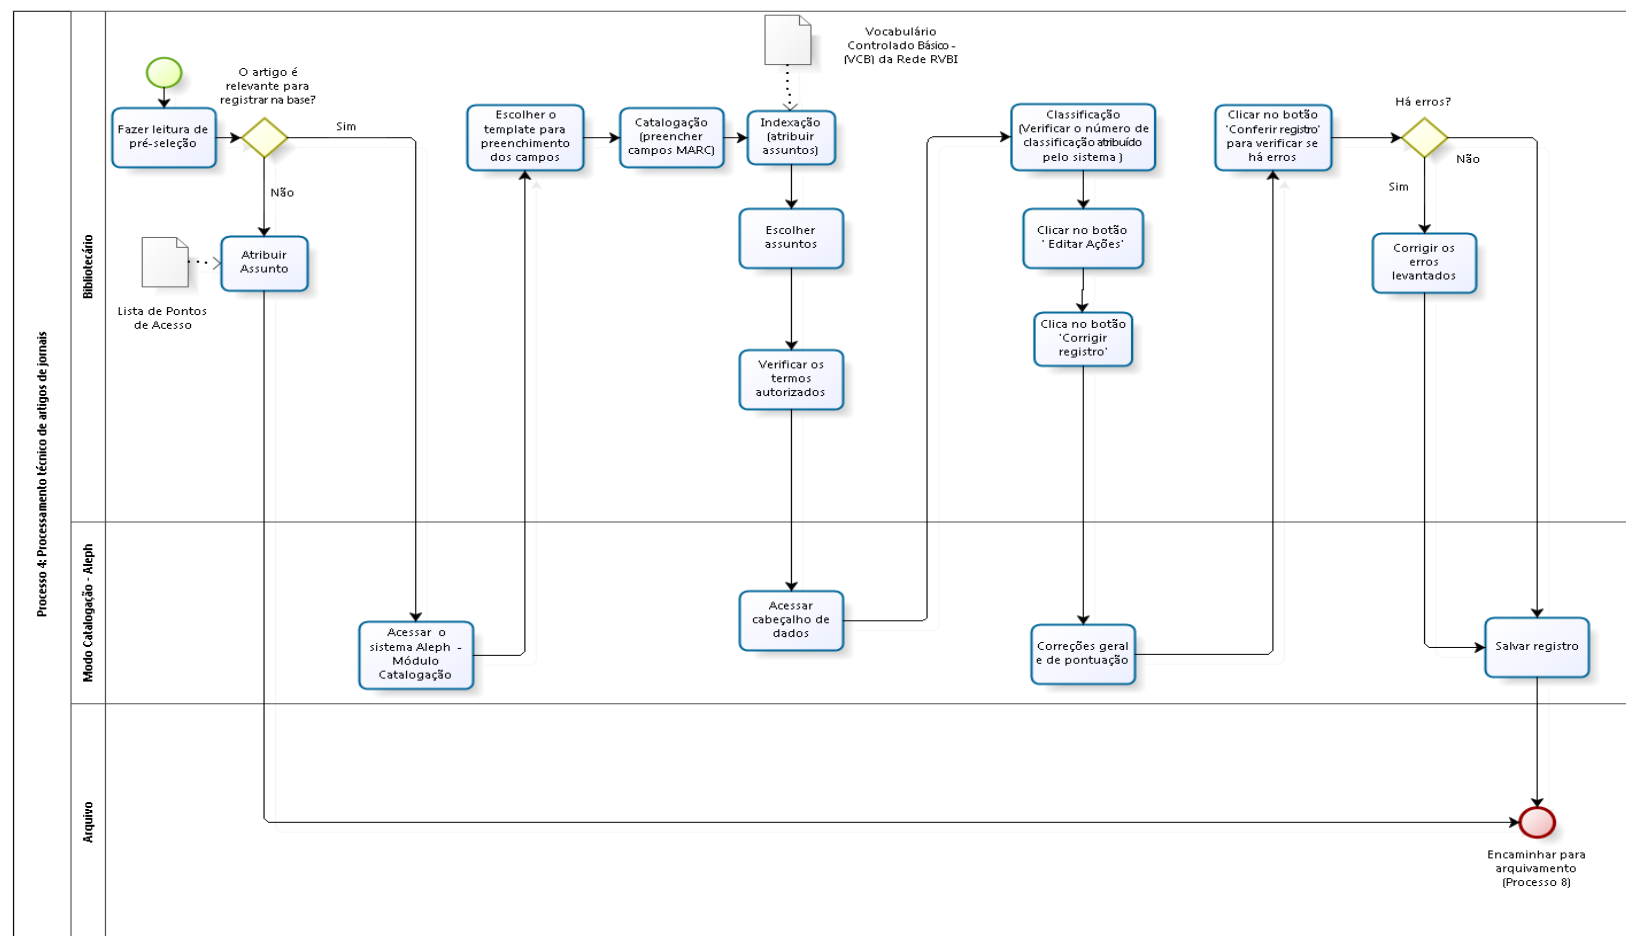 Processo 4: Processamento técnico de artigos de jornais
Bibliotecário
Modo Catalogação - Aleph
Arquivo
O artigo é
relevante para
registrar na base?
Fazer leitura de
pré-seleção
Sim
Não
Atribuir
Assunto
Lista de Pontos
de Acesso
Acessar o
sistema Aleph -
Módulo
Catalogação
Escolher o
template para
preenchimento
dos campos
Catalogação
(preencher
campos MARC)
Vocabulário
Controlado Básico -
(VCB) da Rede RVBI
Indexação
(atribuir
assuntos)
Escolher
assuntos
Verificar os
termos
autorizados
Acessar
cabeçalho de
dados
Classificação
(Verificar o número de
classificação atribuído
pelo sistema )
Clicar no botão
' Editar Ações'
Clica no botão
'Corrigir
registro'
Correções geral
e de pontuação
Clicar no botão
'Conferir registro'
para verificar se
há erros
Há erros?
Não
Sim
Corrigir os
erros
levantados
Salvar registro
Encaminhar para
arquivamento
(Processo 8)